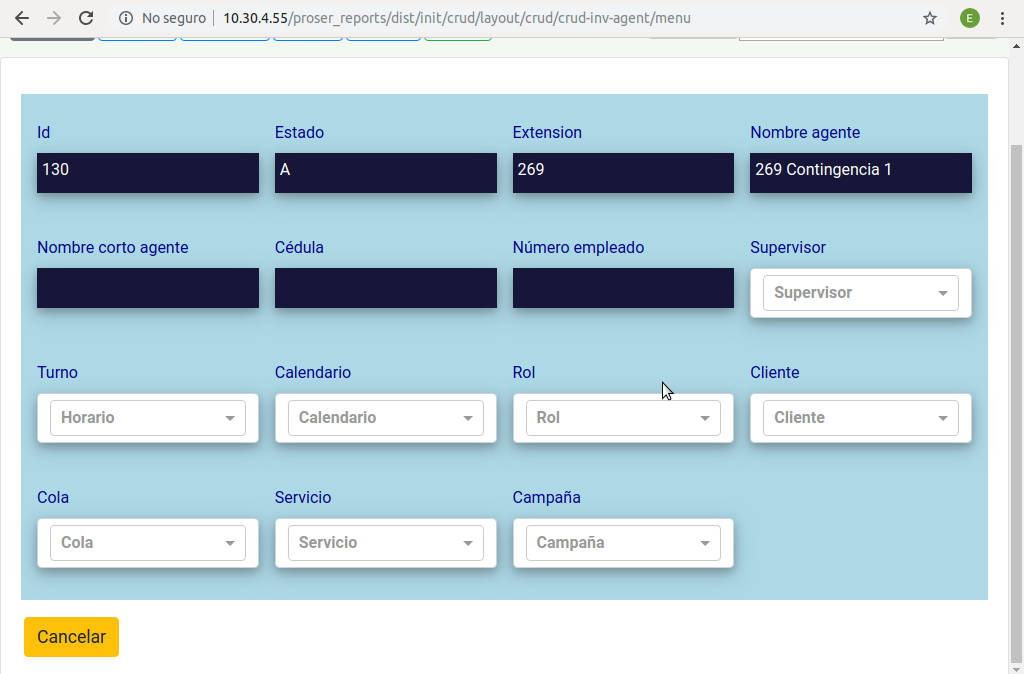 No seguro
10.30.4.55/proser_reports/dist/init/crud/layout/crud/crud-inv-agent/menu
E
Id Estado Extension Nombre agente
130 A 269 269 Contingencia 1
Nombre corto agente Cédula Número empleado Supervisor
Supervisor
Turno Calendario Rol Cliente
Horario Calendario Rol Cliente
Cola Servicio Campaña
Cola Servicio Campaña
Cancelar